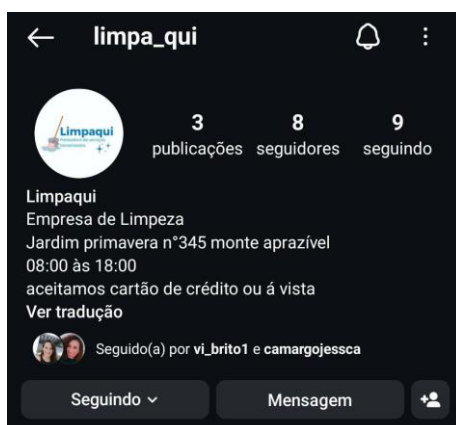 limpa_qui
Limpaqui
3
publicações
8
seguidores
9
seguindo
Limpaqui
Empresa de Limpeza
Jardim primavera n°345 monte aprazível
08:00 às 18:00
aceitamos cartão de crédito ou á vista
Ver tradução
Seguido(a) por vi_brito1 e camargojessca
Seguindo
Mensagem